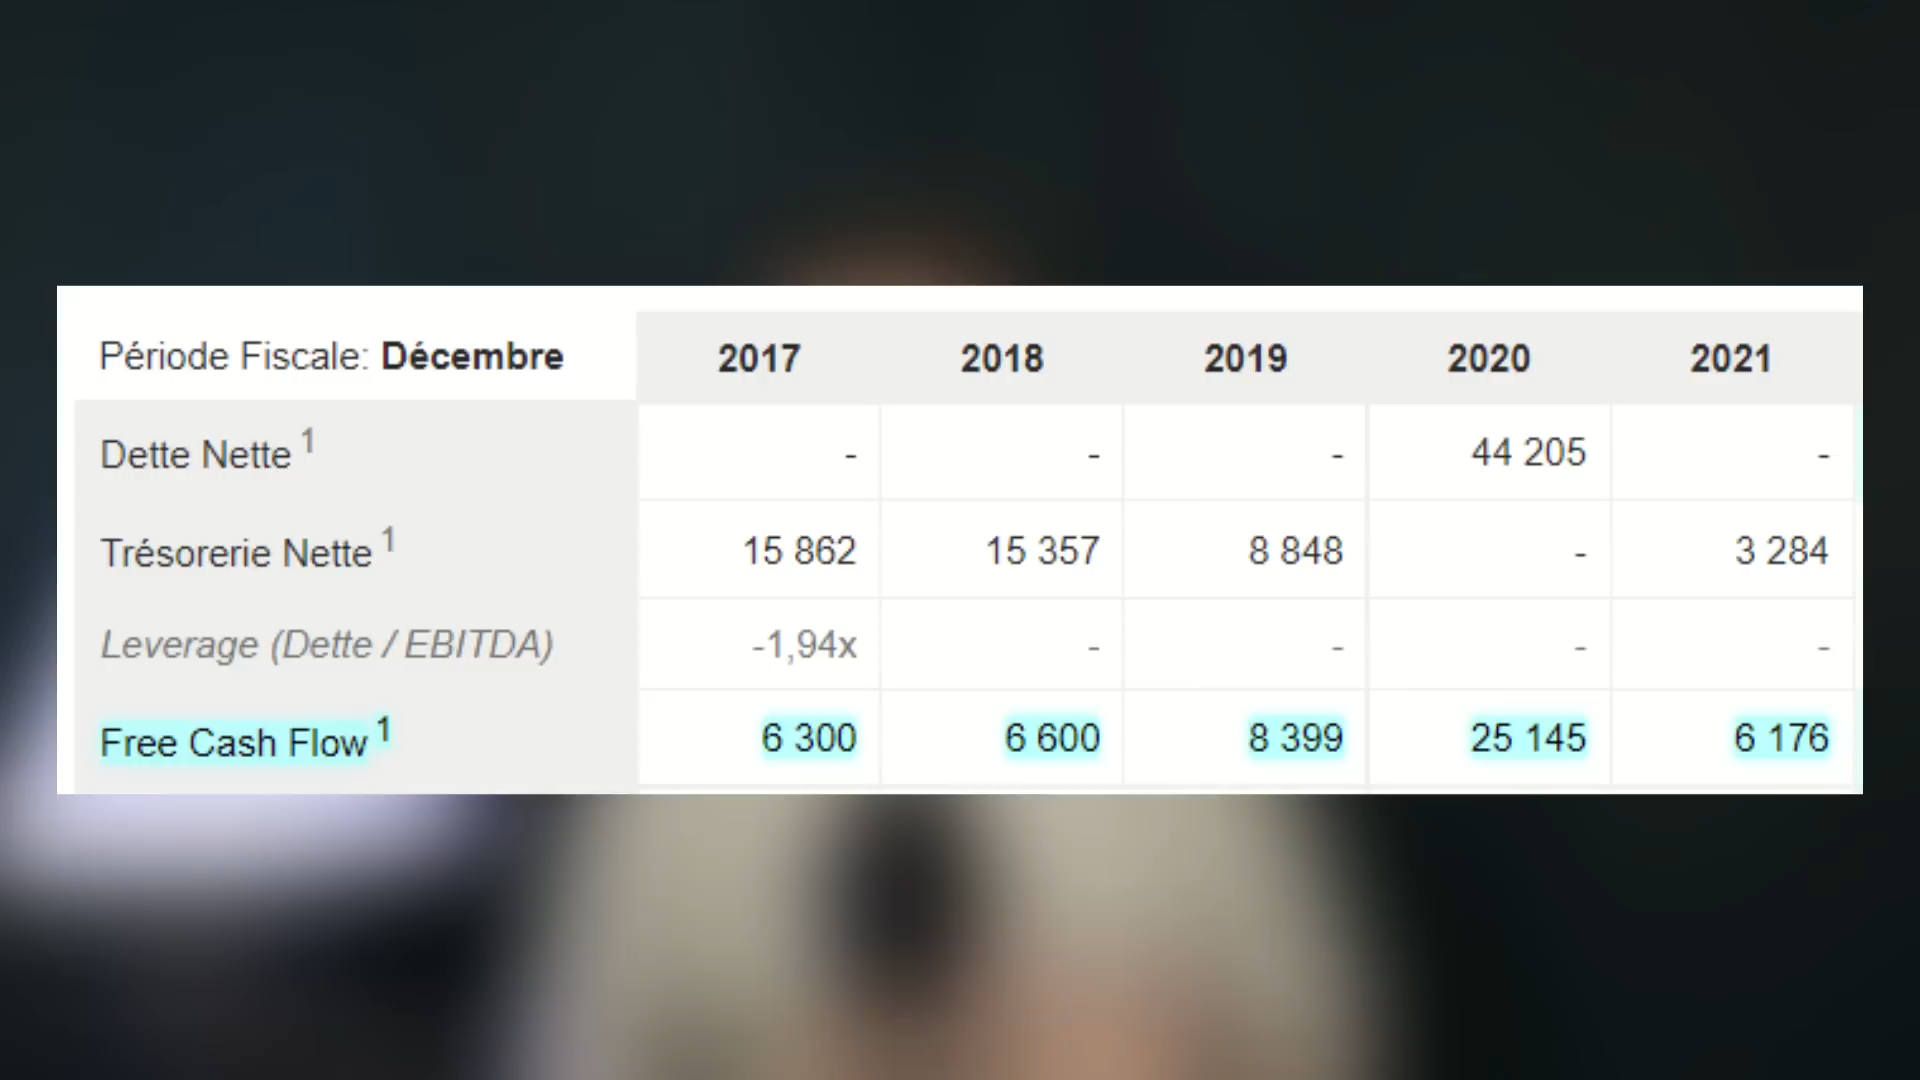 Période Fiscale: Décembre 2017 2018 2019 2020 2021
Dette Nette 1 - - - 44 205 -
Trésorerie Nette 1 15 862 15 357 8 848 - 3 284
Leverage (Dette / EBITDA) -1,94x - - - -
Free Cash Flow 1 6 300 6 600 8 399 25 145 6 176